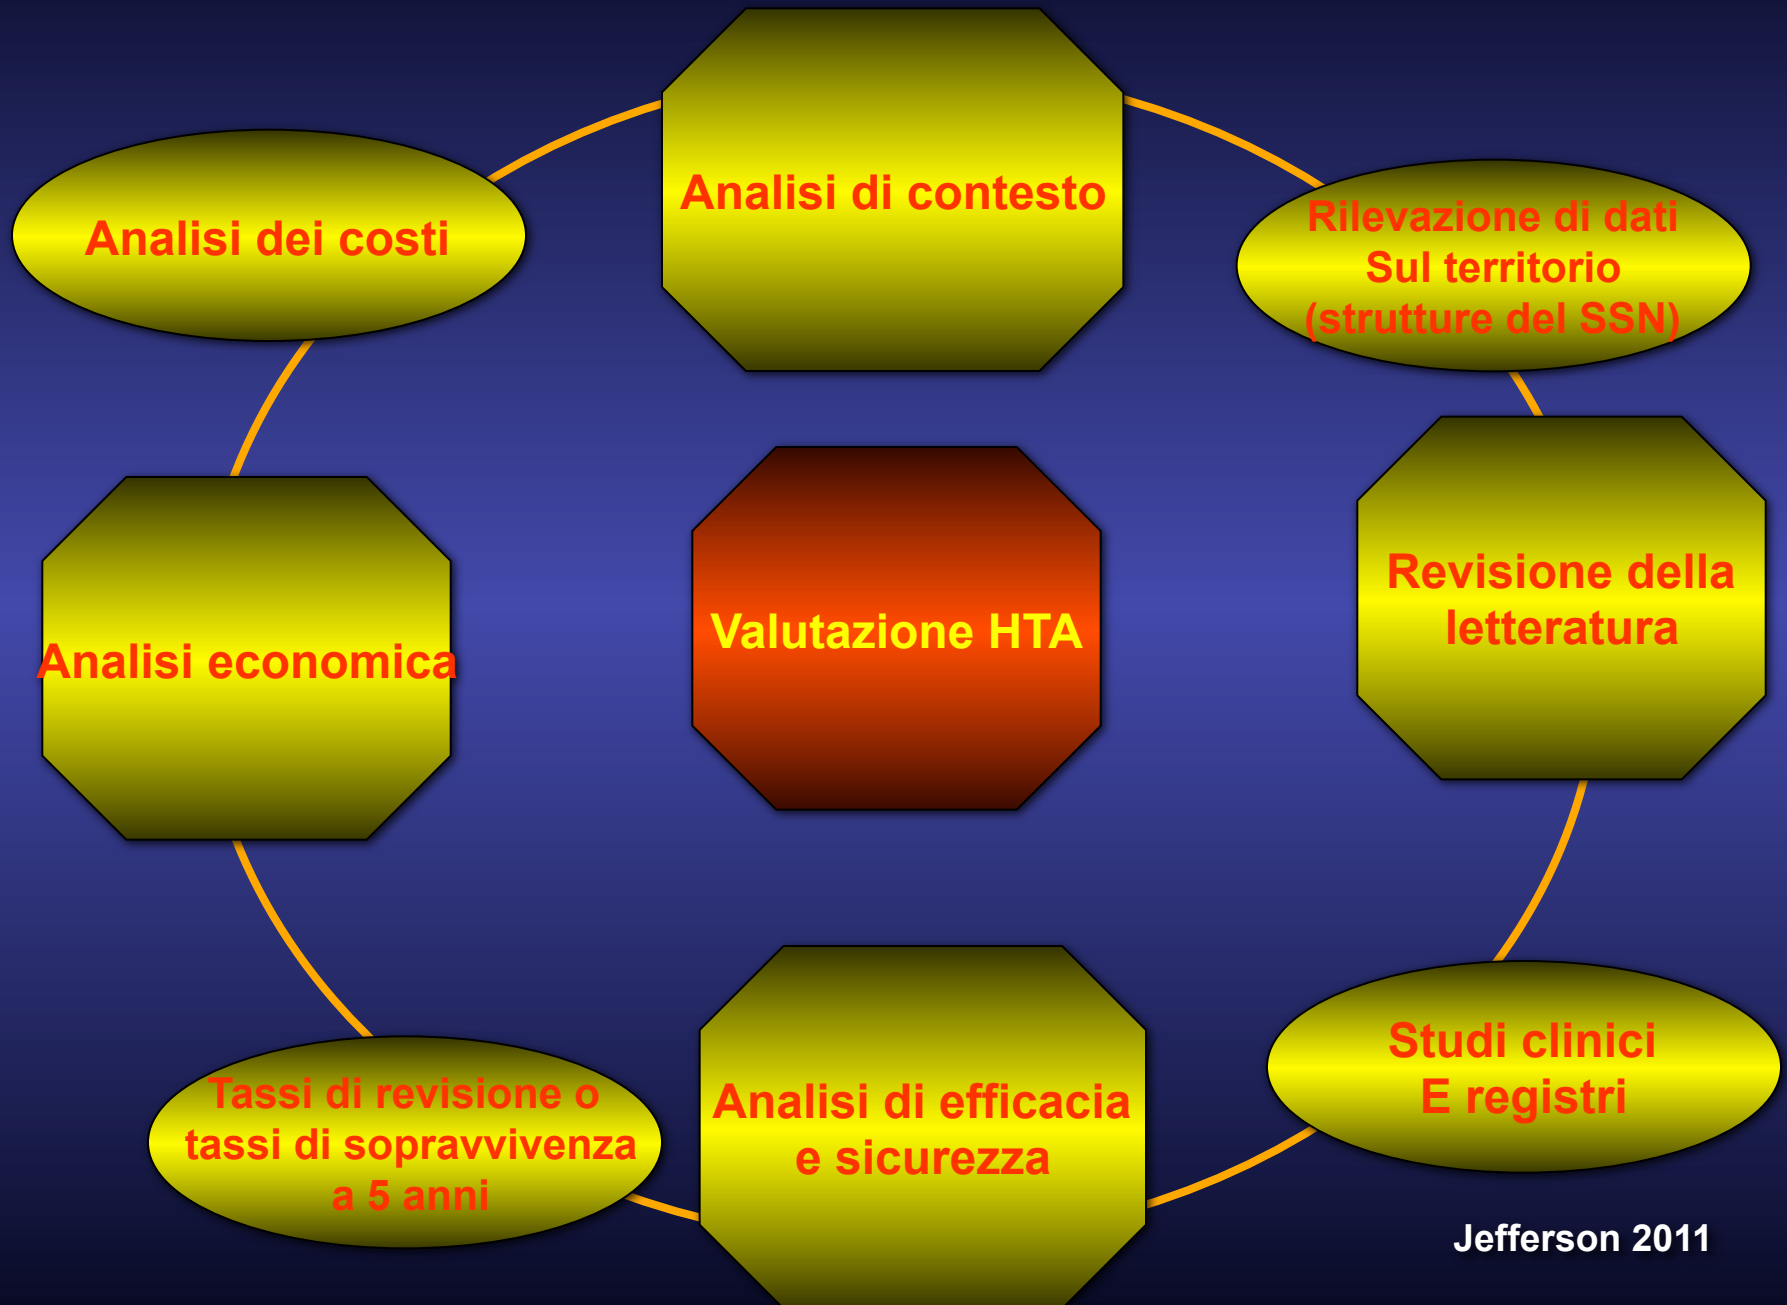 Analisi di contesto
Analisi dei costi
Rilevazione di dati
Sul territorio
(strutture del SSN)
Analisi economica
Valutazione HTA
Revisione della
letteratura
Tassi di revisione o
tassi di sopravvivenza
a 5 anni
Analisi di efficacia
e sicurezza
Studi clinici
E registri
Jefferson 2011